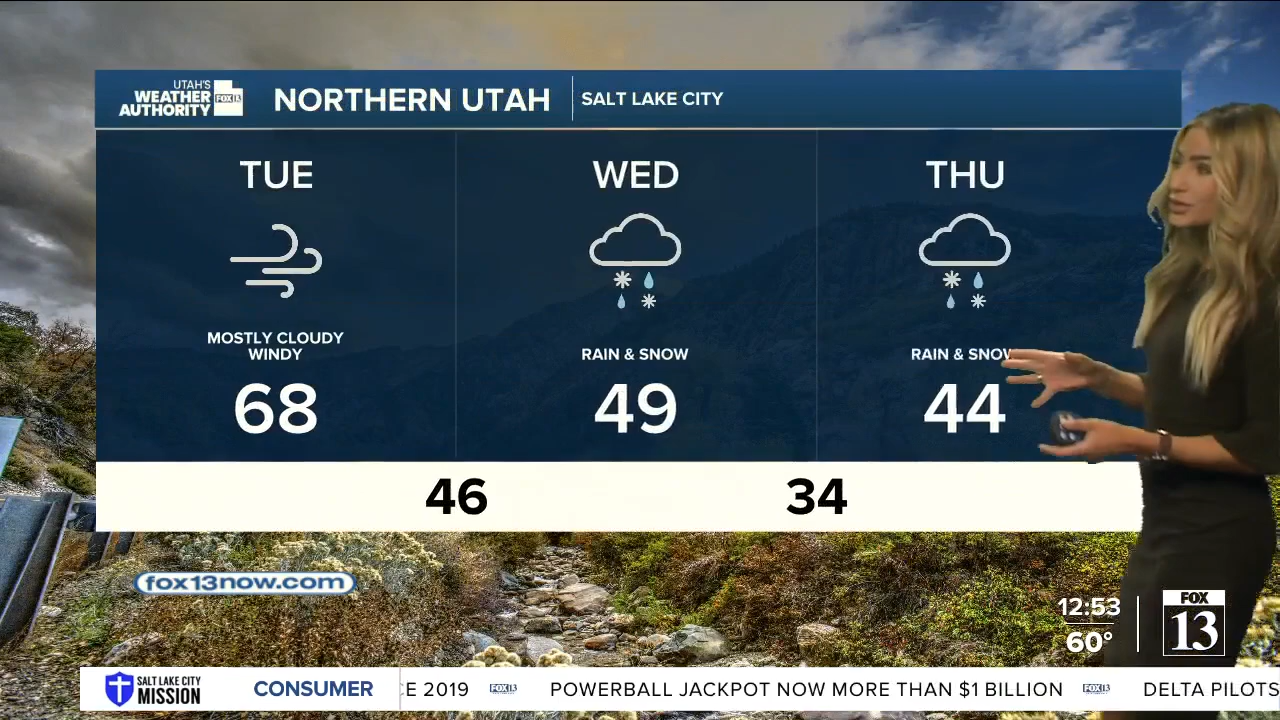 UTAH'S
WEATHER
AUTHORITY
FOX 13
NORTHERN UTAH
SALT LAKE CITY
TUE
WED
THU
MOSTLY CLOUDY
WINDY
RAIN & SNOW
RAIN & SNOW
68
49
44
46
34
fox13now.com
12:53
60°
FOX
13
SALT LAKE CITY
MISSION
CONSUMER
E 2019
FOX 13
POWERBALL JACKPOT NOW MORE THAN $1 BILLION
FOX 13
DELTA PILOTS